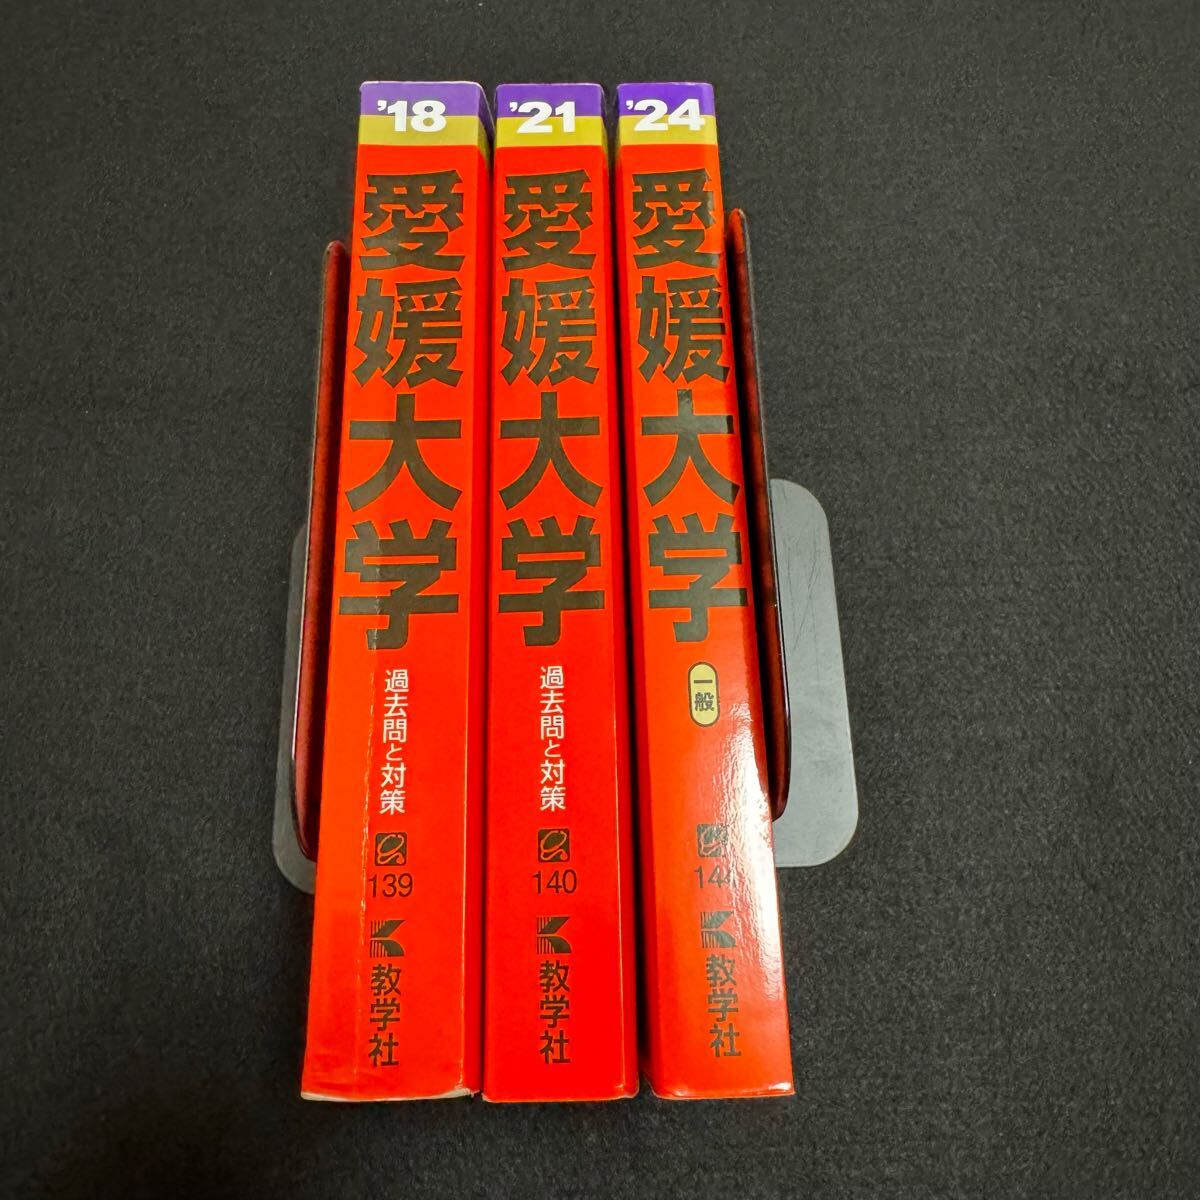 '18
愛媛大学
過去問と対策
139
教学社
'21
愛媛大学
過去問と対策
140
教学社
'24
愛媛大学
一般
144
教学社